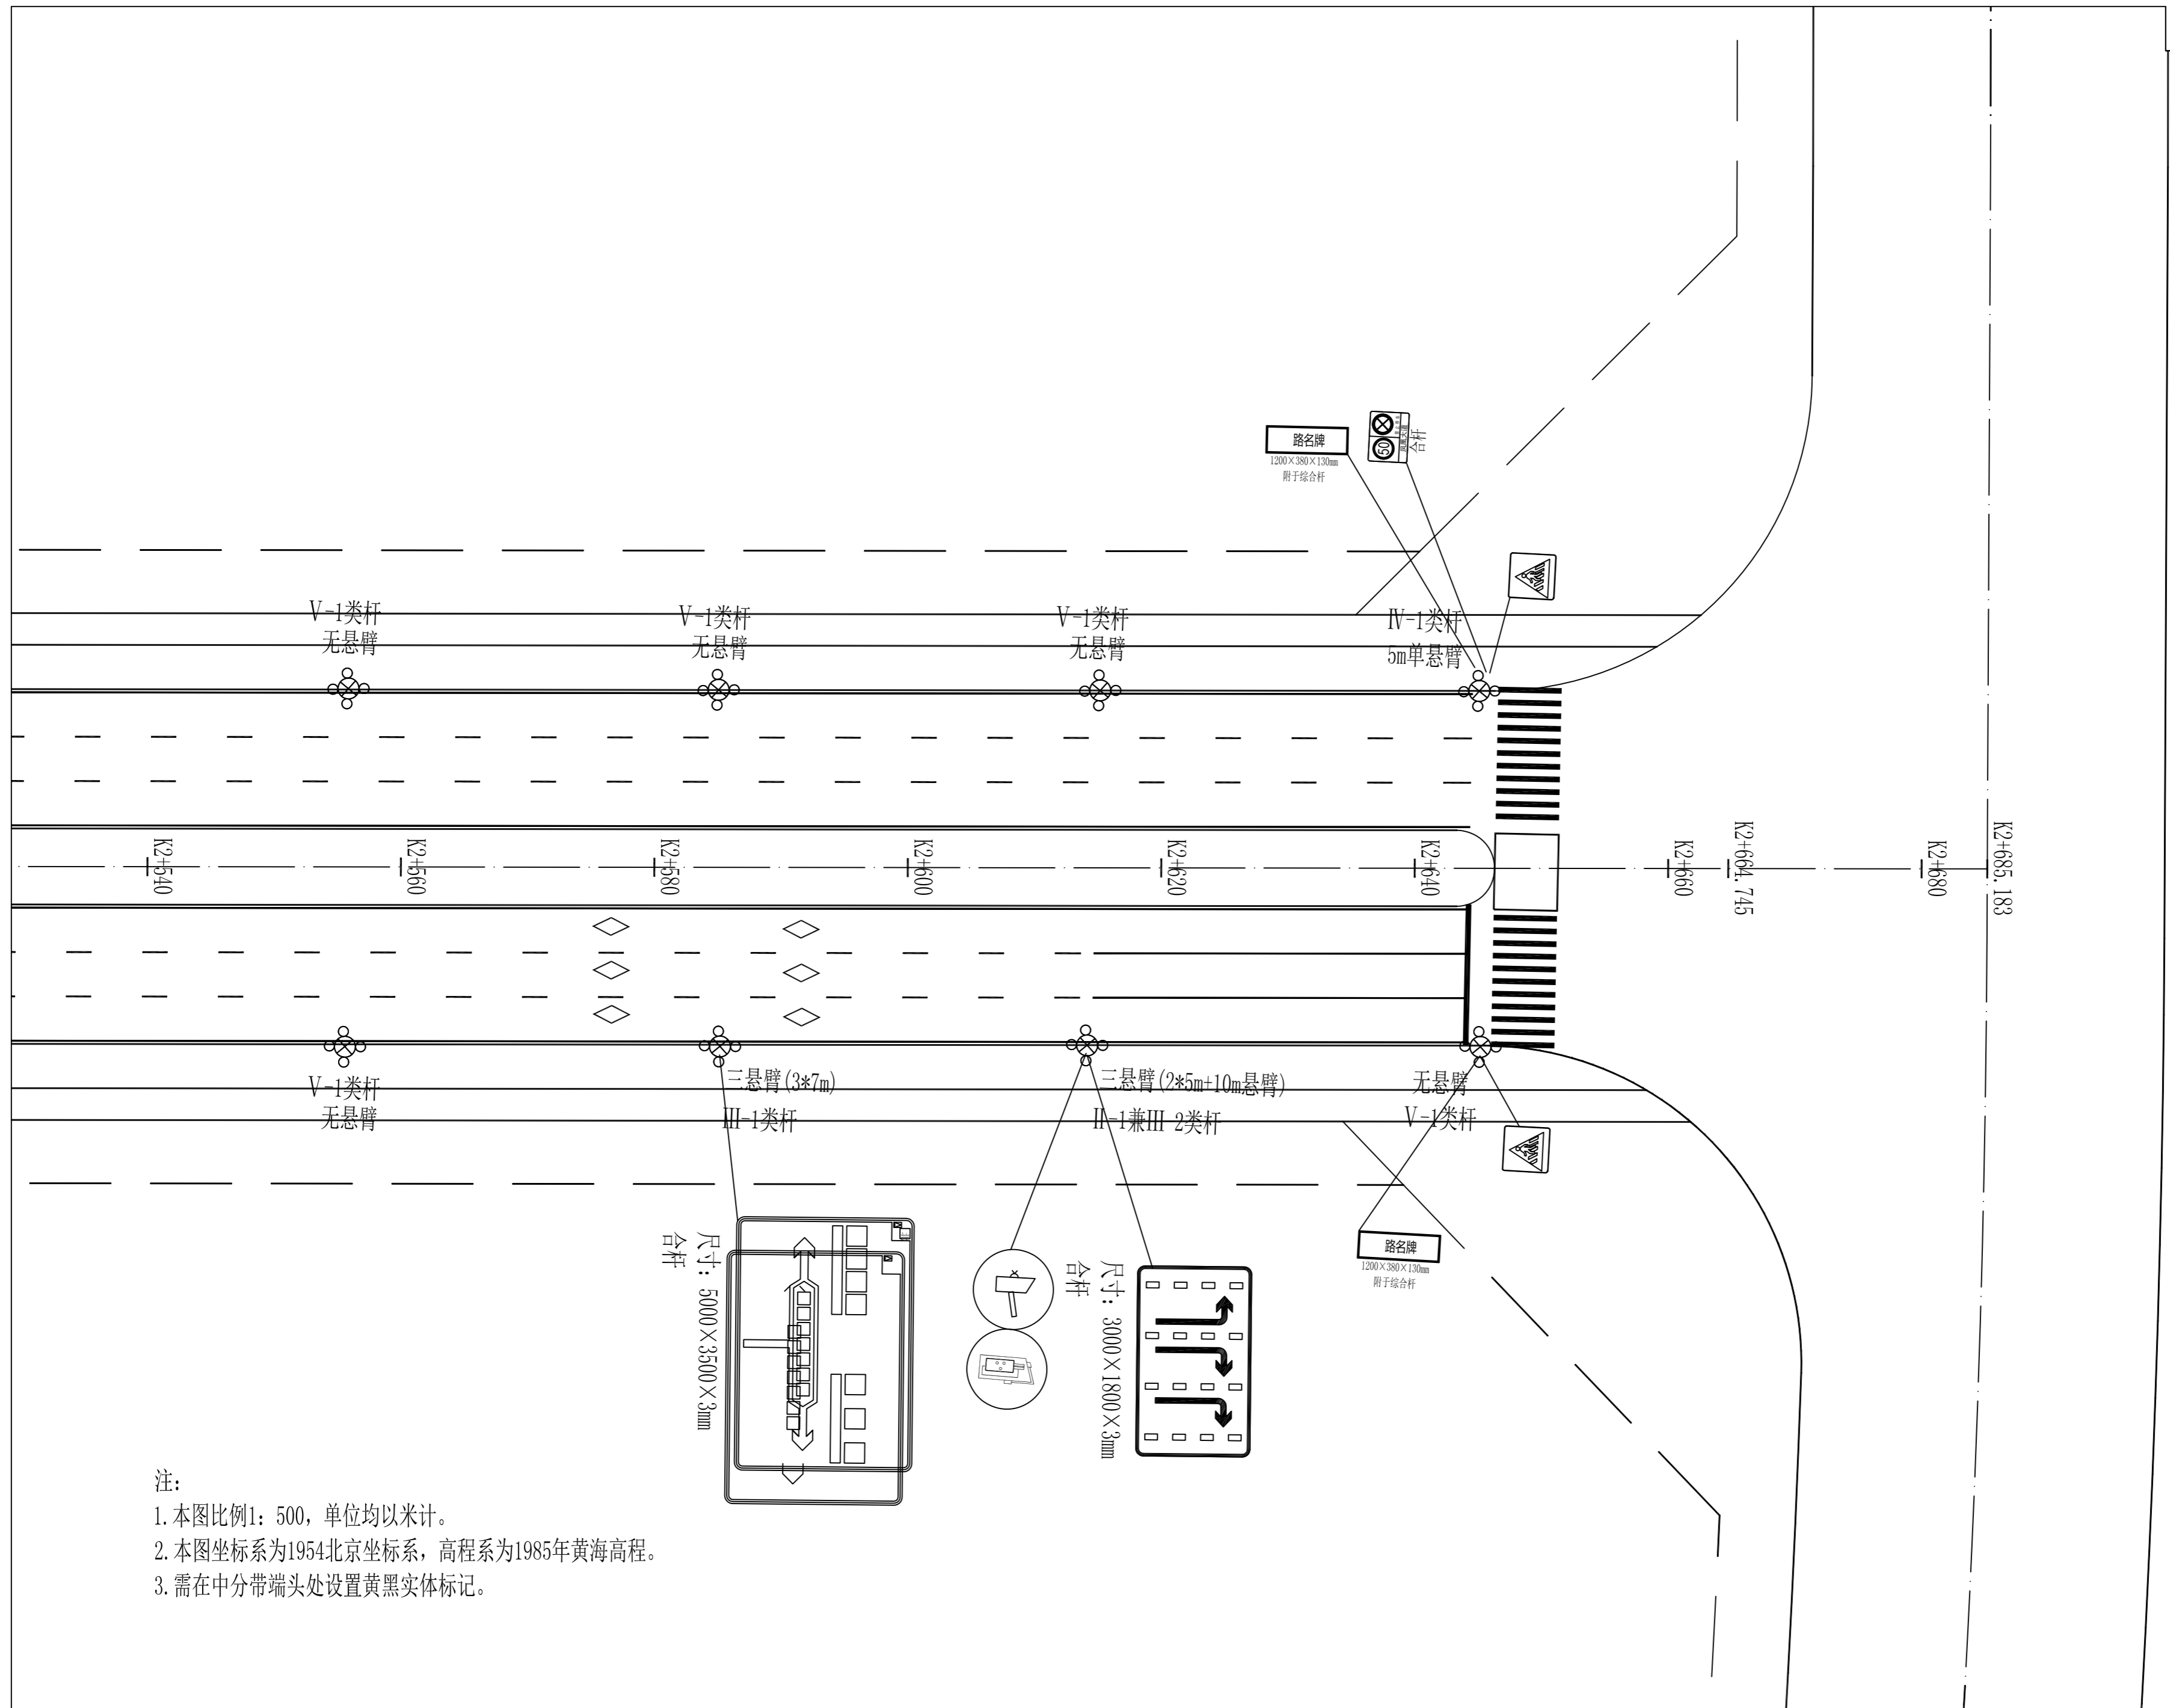 路名牌
1200×380×130mm
附于综合杆
50
合杆
V-1类杆
无悬臂
V-1类杆
无悬臂
V-1类杆
无悬臂
IV-1类杆
5m单悬臂
K2+540
K2+560
K2+580
K2+600
K2+620
K2+640
K2+660
K2+664.745
K2+680
K2+685.183
V-1类杆
无悬臂
三悬臂(3*7m)
III-1类杆
三悬臂(2*5m+10m悬臂)
II-1兼III-2类杆
无悬臂
V-1类杆
尺寸：5000×3500×3mm
合杆
尺寸：3000×1800×3mm
合杆
路名牌
1200×380×130mm
附于综合杆
注:
1.本图比例1: 500, 单位均以米计。
2.本图坐标系为1954北京坐标系, 高程系为1985年黄海高程。
3.需在中分带端头处设置黄黑实体标记。